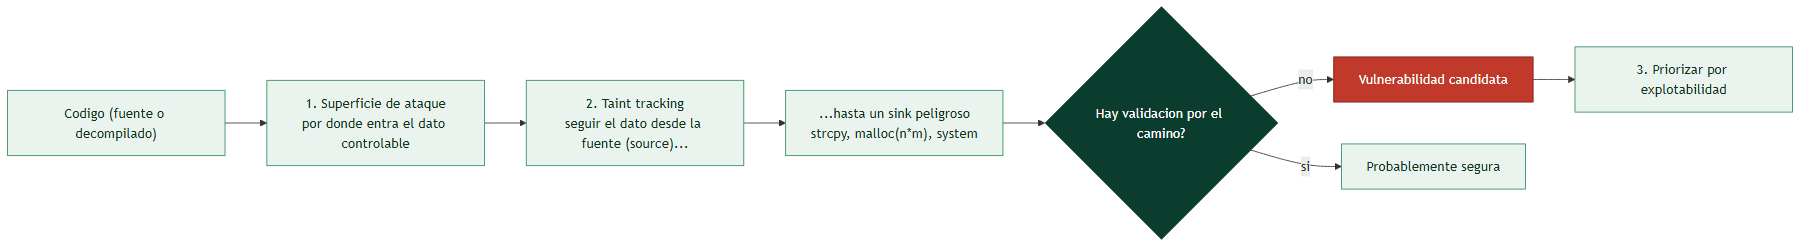 Codigo (fuente o
decompilado)
1. Superficie de ataque
por donde entra el dato
controlable
2. Taint tracking
seguir el dato desde la
fuente (source)...
...hasta un sink peligroso
strcpy, malloc(n*m), system
Hay validacion por el
camino?
no
Vulnerabilidad candidata
3. Priorizar por
explotabilidad
si
Probablemente segura